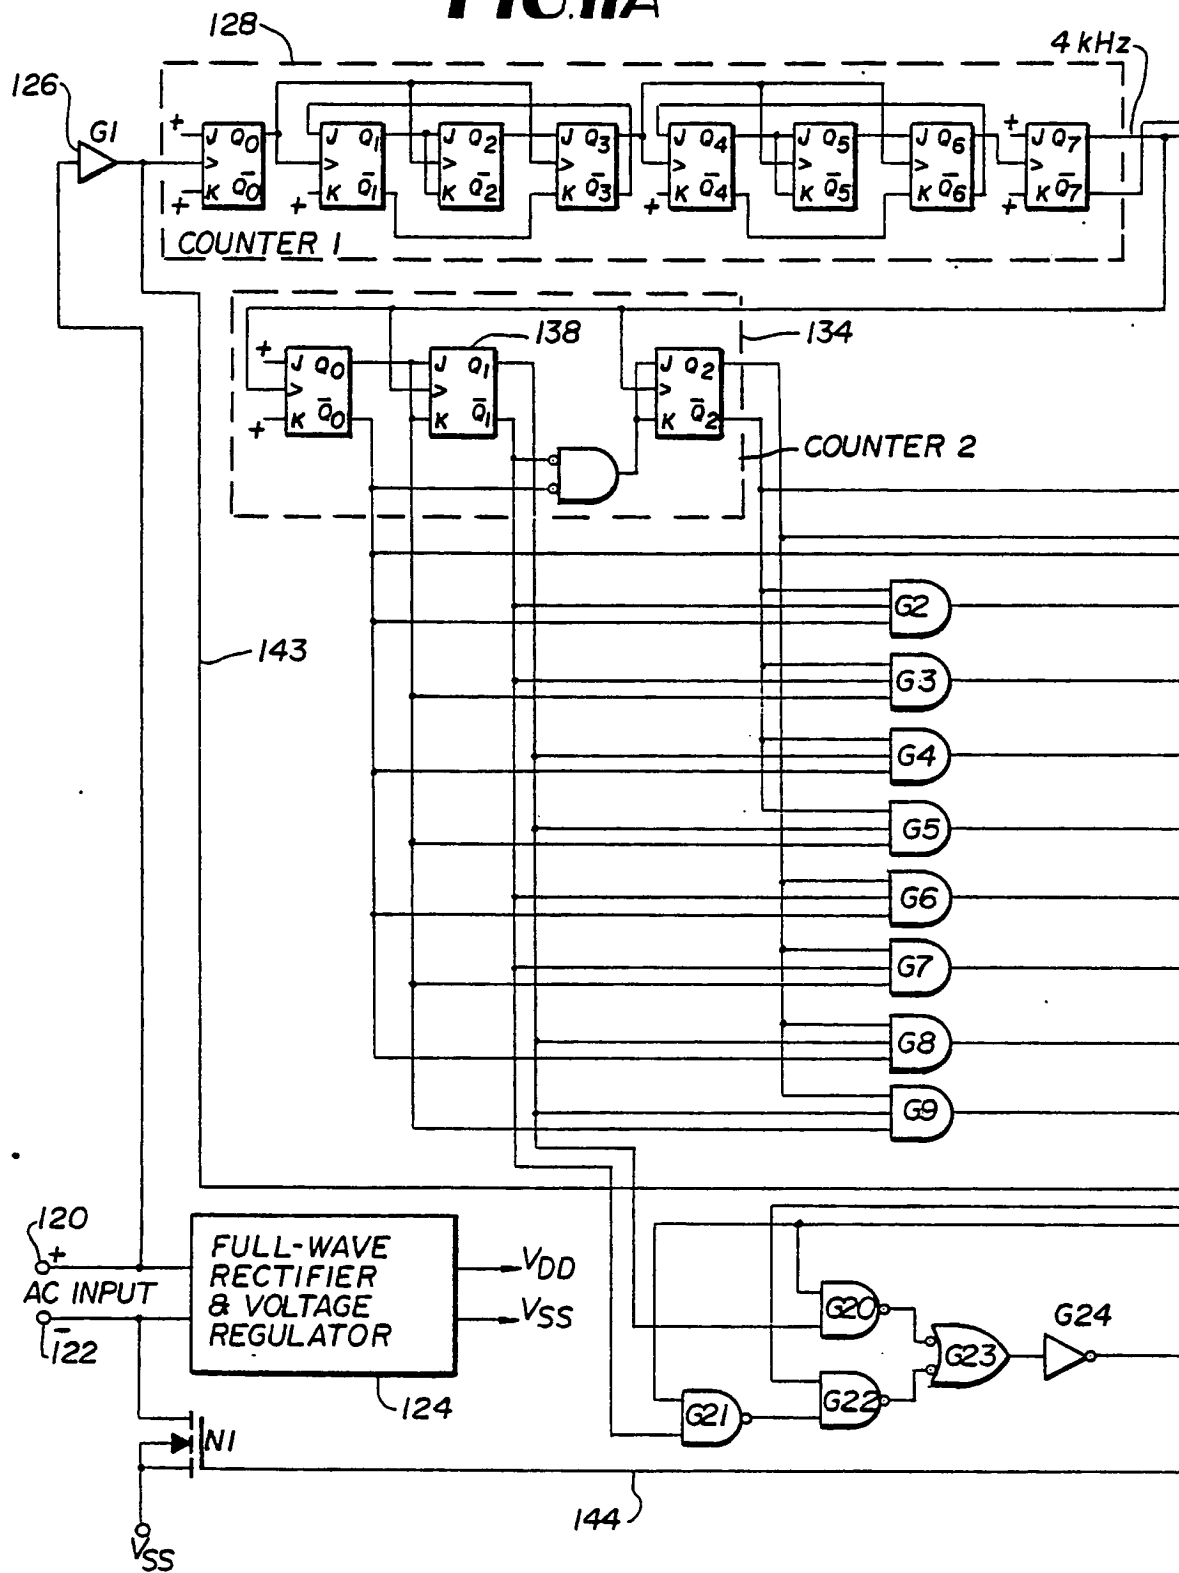 FIG. 11A
128
4 kHz
126
G1
+ J Q0 J Q1 J Q2 J Q3 J Q4 J Q5 J Q6 + J Q7
> > > > > > > >
+ K Q̄0 + K Q̄1 K Q̄2 K Q̄3 + K Q̄4 K Q̄5 K Q̄6 + K Q̄7
COUNTER 1
138
134
+ J Q0 J Q1 J Q2
> > >
+ K Q̄0 K Q̄1 K Q̄2
COUNTER 2
G2
143
G3
G4
G5
G6
G7
G8
G9
120
+
AC INPUT
-
122
FULL-WAVE
RECTIFIER
& VOLTAGE
REGULATOR
VDD
VSS
124
G20
G24
G23
G22
G21
N1
144
VSS